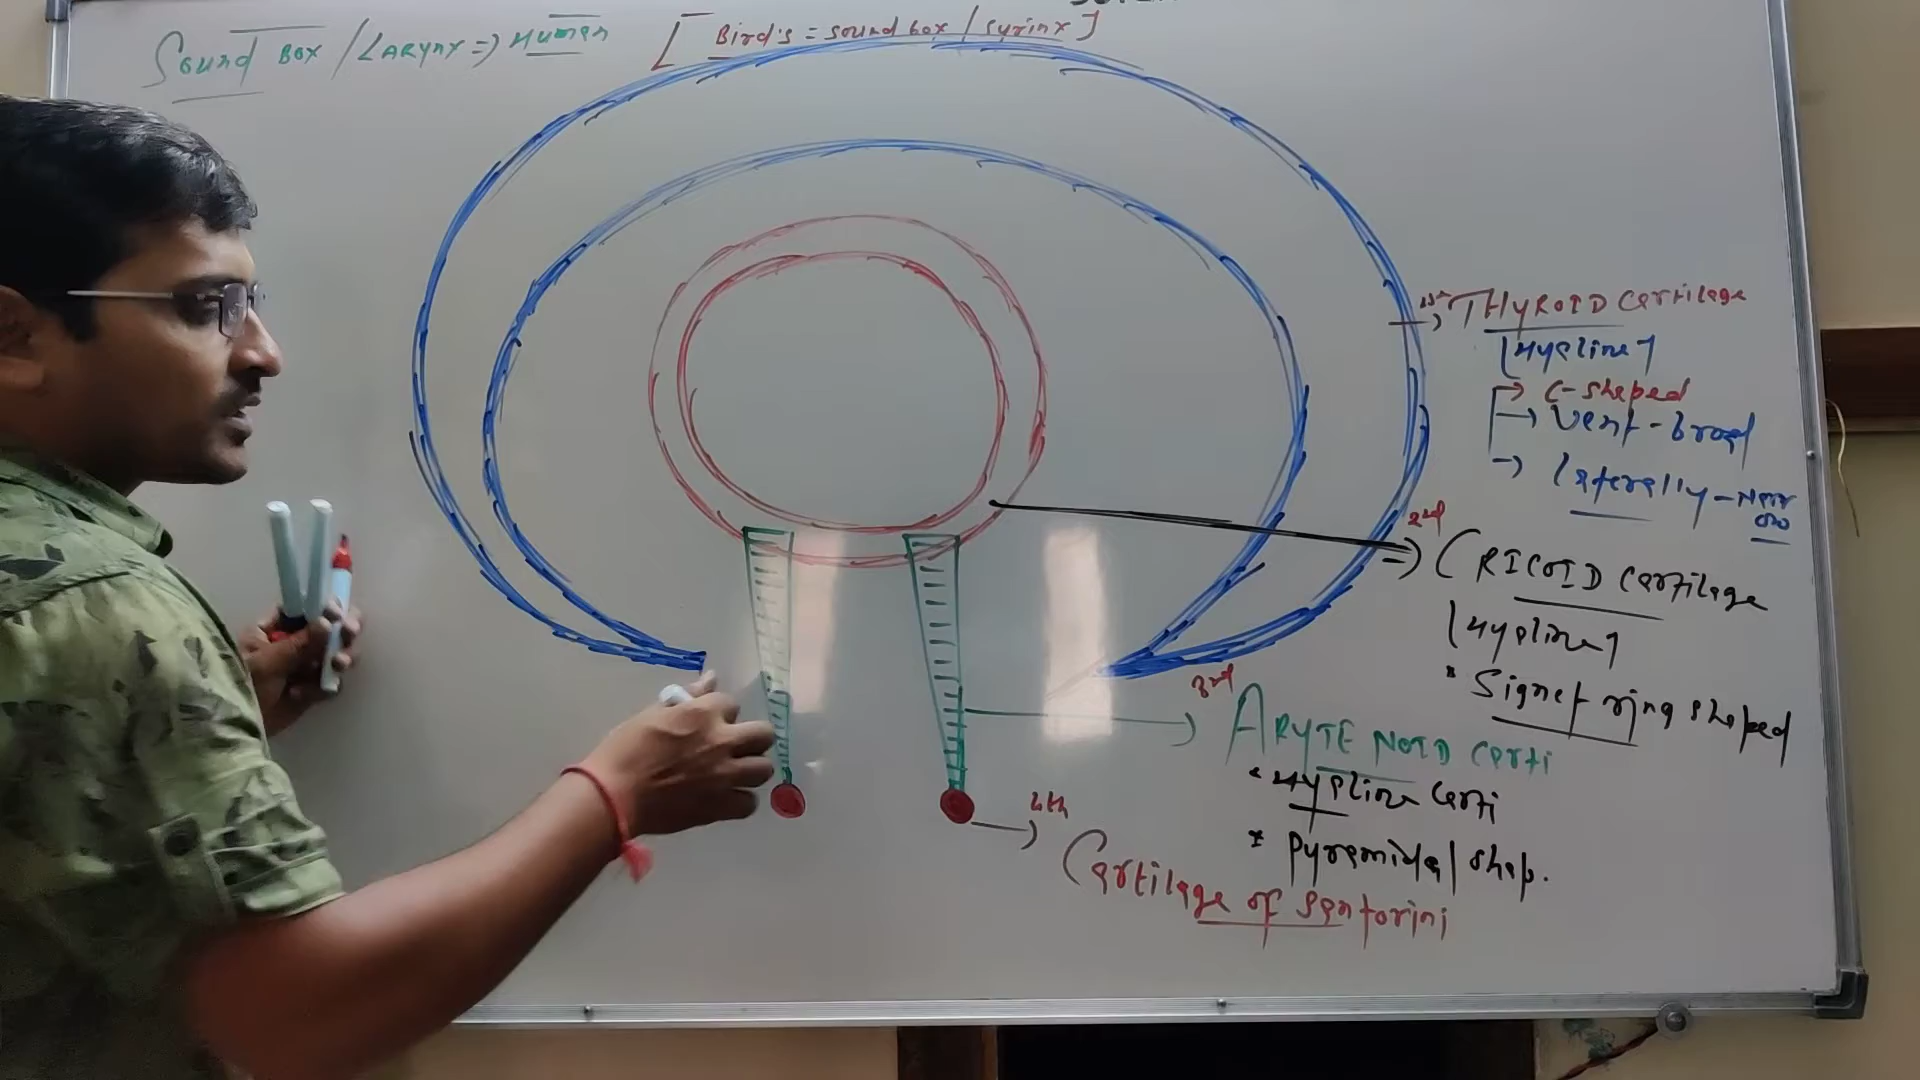 Sound Box / LARYNX => Human [ Bird's = sound box / syrinx ]
1st THYROID Cartilage
[Hyaline]
→ C-shaped
→ Vent - broad
→ laterally - Narrow
2nd
CRICOID Cartilage
[Hyaline]
* Signet ring shaped
3rd
ARYTENOID Carti
* Hyaline Carti
* Pyramidal shap.
4th
Cartilage of Santorini